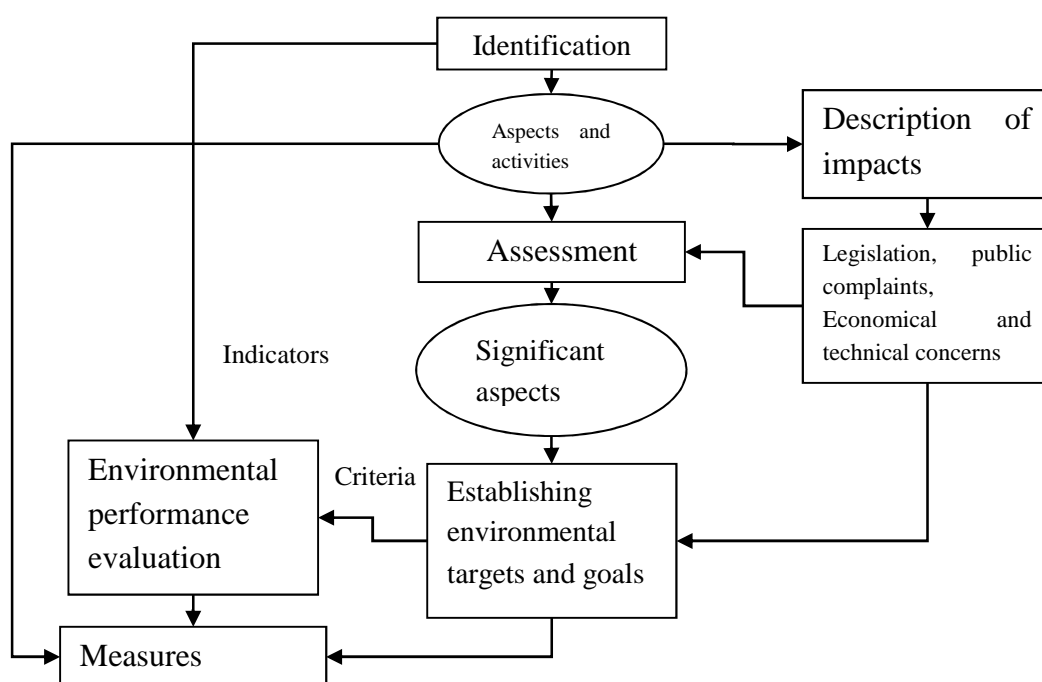 Identification
Aspects and
activities
Description of
impacts
Assessment
Legislation, public
complaints,
Economical and
technical concerns
Significant
aspects
Indicators
Environmental
performance
evaluation
Criteria
Establishing
environmental
targets and goals
Measures